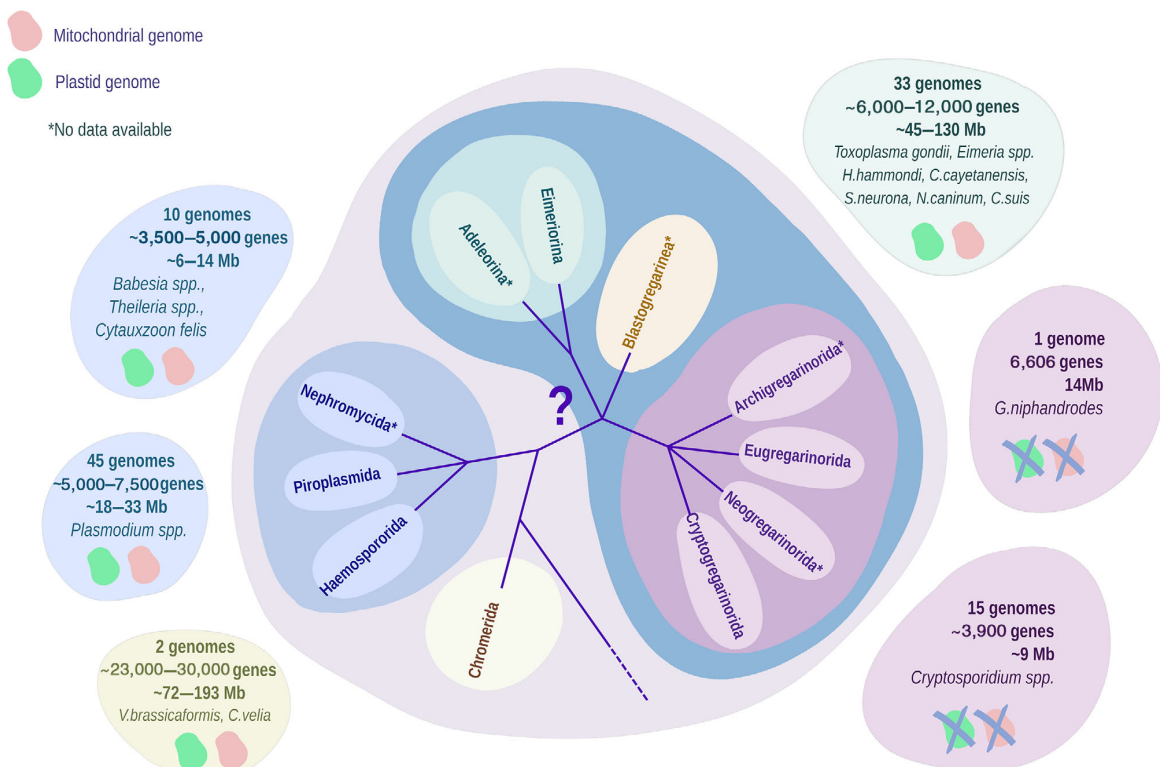 Mitochondrial genome
Plastid genome
*No data available
10 genomes
~3,500–5,000 genes
~6–14 Mb
Babesia spp.,
Theileria spp.,
Cytauxzoon felis
45 genomes
~5,000–7,500genes
~18–33 Mb
Plasmodium spp.
2 genomes
~23,000–30,000 genes
~72–193 Mb
V.brassicaformis, C.velia
Adeleorina*
Eimeriorina
Blastogregarinea*
?
Nephromycida*
Piroplasmida
Haemospororida
Chromerida
Archigregarinorida*
Eugregarinorida
Neogregarinorida*
Cryptogregarinorida
33 genomes
~6,000–12,000 genes
~45–130 Mb
Toxoplasma gondii, Eimeria spp.
H.hammondi, C.cayetanensis,
S.neurona, N.caninum, C.suis
1 genome
6,606 genes
14Mb
G.niphandrodes
15 genomes
~3,900 genes
~9 Mb
Cryptosporidium spp.